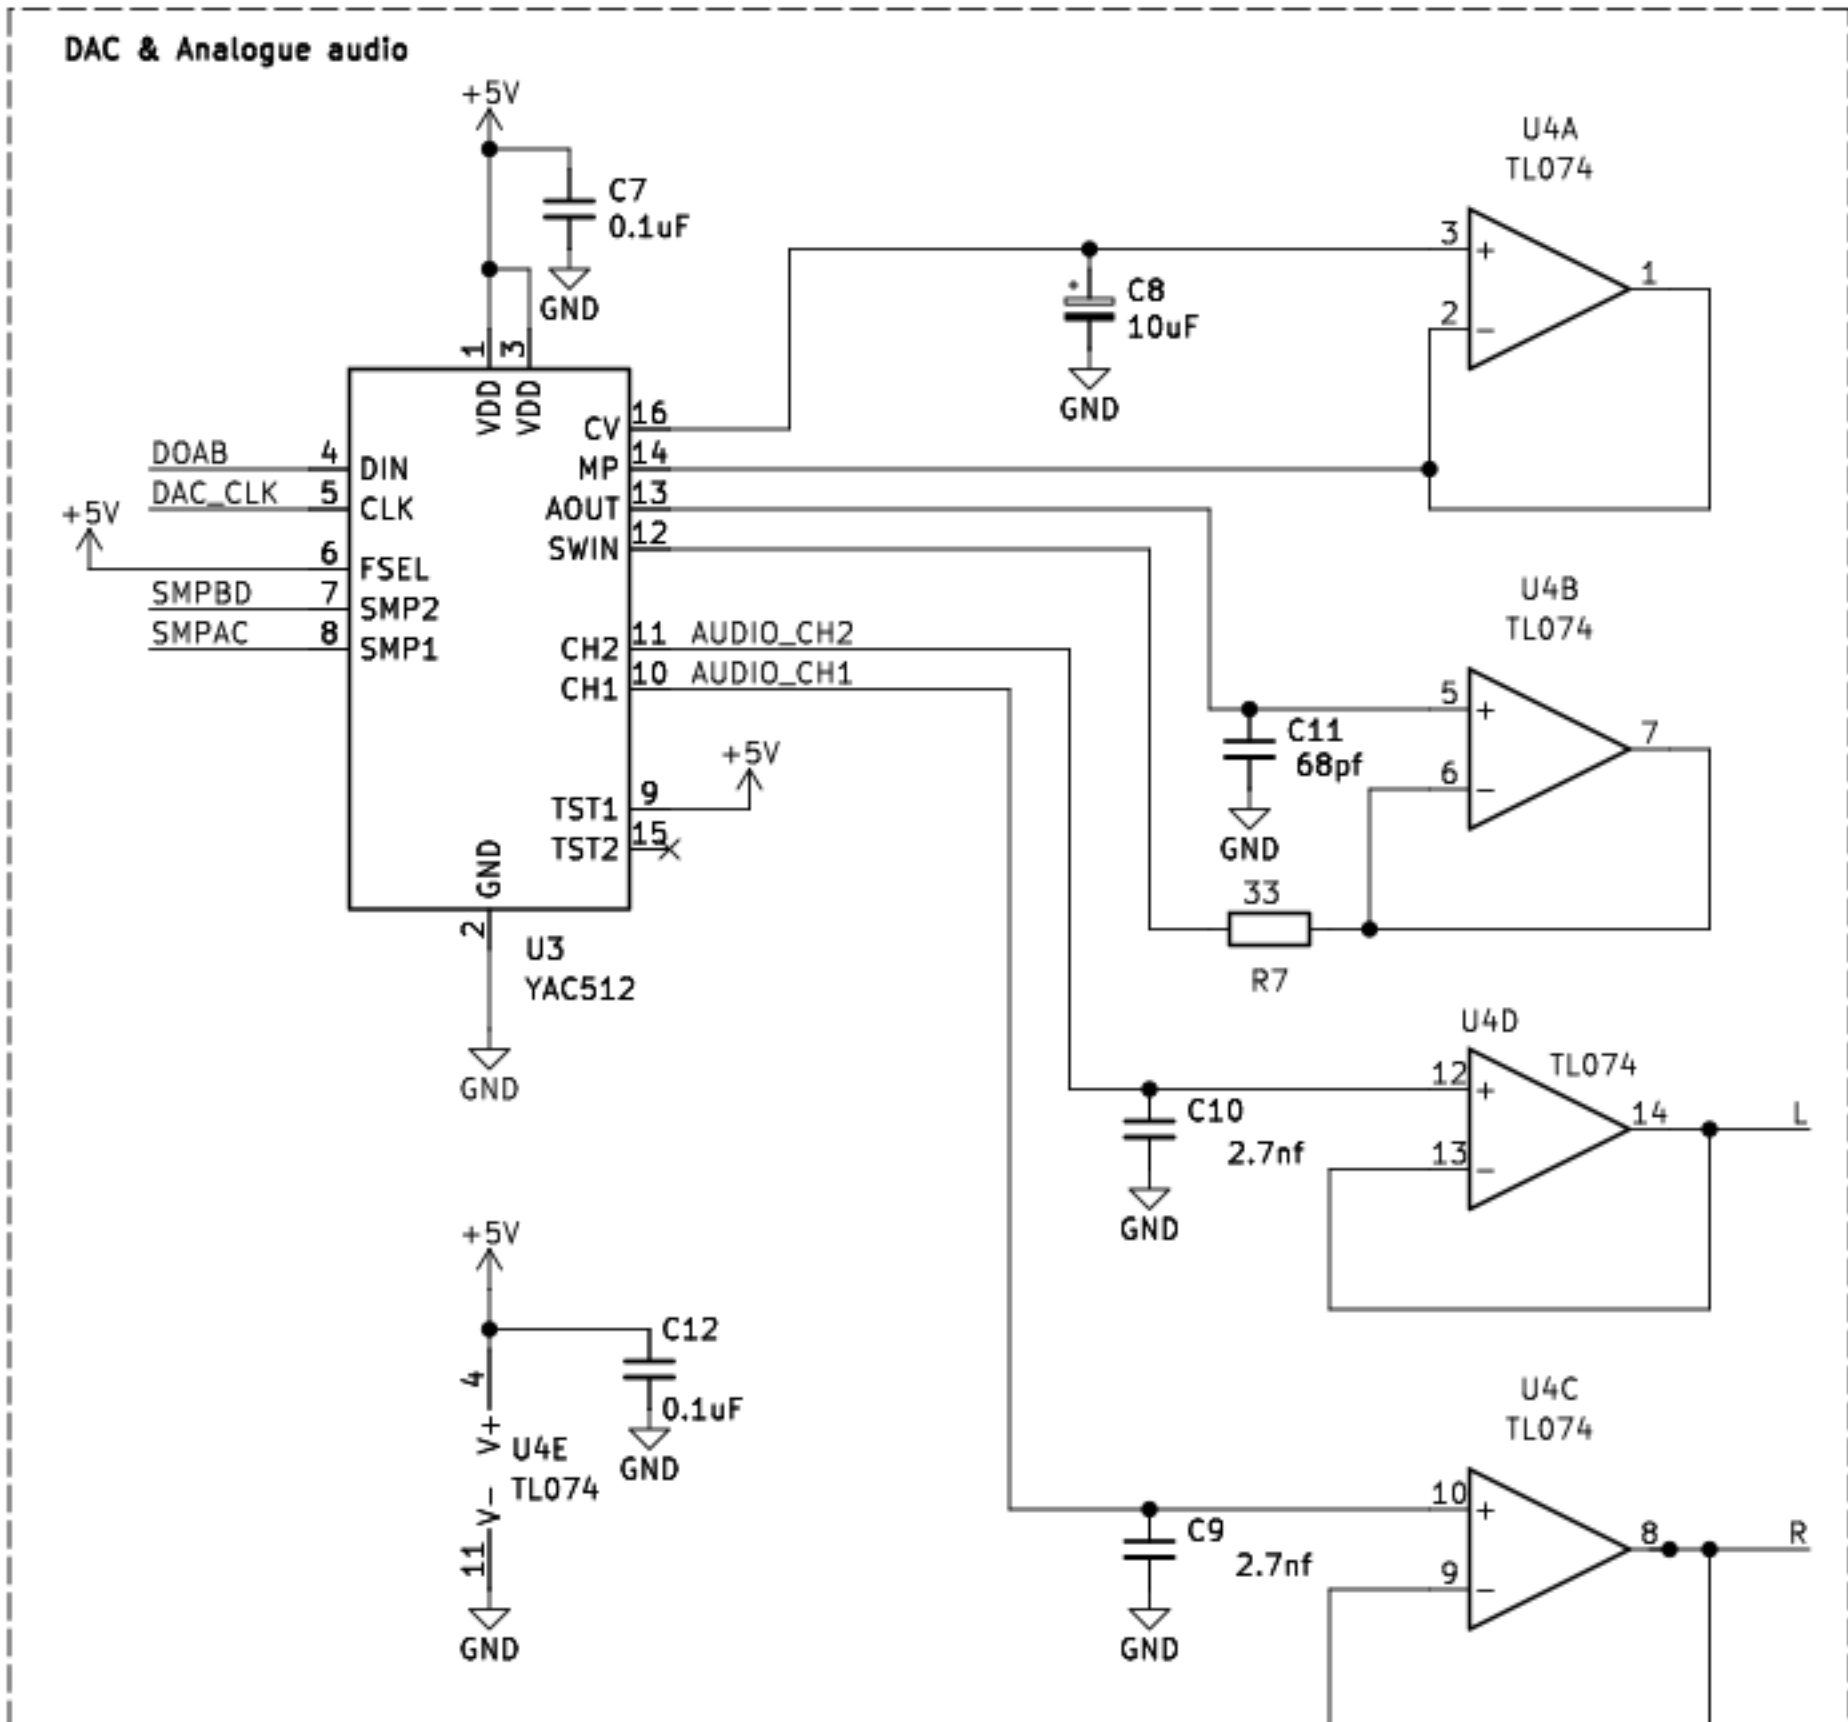 DAC & Analogue audio
+5V
C7
0.1uF
GND
U4A
TL074
3
+
1
2
-
C8
10uF
GND
1
3
VDD
VDD
CV
16
MP
14
AOUT
13
SWIN
12
DOAB
4
DIN
DAC_CLK
5
CLK
+5V
6
FSEL
SMPBD
7
SMP2
SMPAC
8
SMP1
CH2
11
AUDIO_CH2
CH1
10
AUDIO_CH1
+5V
TST1
9
TST2
15
GND
2
U3
YAC512
GND
U4B
TL074
5
+
7
6
-
C11
68pf
GND
33
R7
U4D
TL074
12
+
14
L
13
-
C10
2.7nf
GND
+5V
C12
0.1uF
GND
4
V+
U4E
TL074
V-
11
GND
U4C
TL074
10
+
8
R
9
-
C9
2.7nf
GND